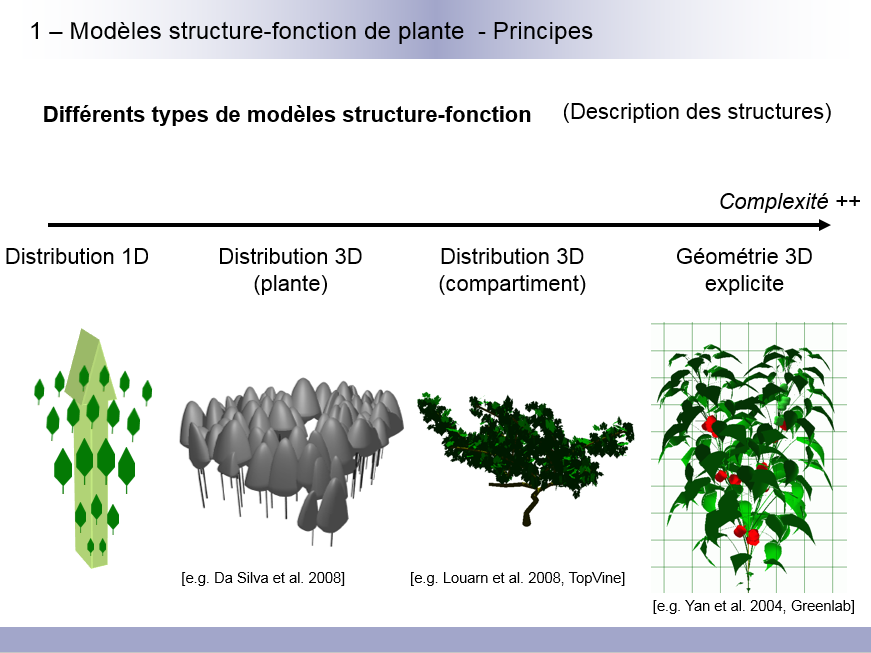 1 – Modèles structure-fonction de plante  - Principes
Différents types de modèles structure-fonction (Description des structures)
Complexité ++
Distribution 1D
Distribution 3D
(plante)
Distribution 3D
(compartiment)
Géométrie 3D
explicite
[e.g. Da Silva et al. 2008]
[e.g. Louarn et al. 2008, TopVine]
[e.g. Yan et al. 2004, Greenlab]